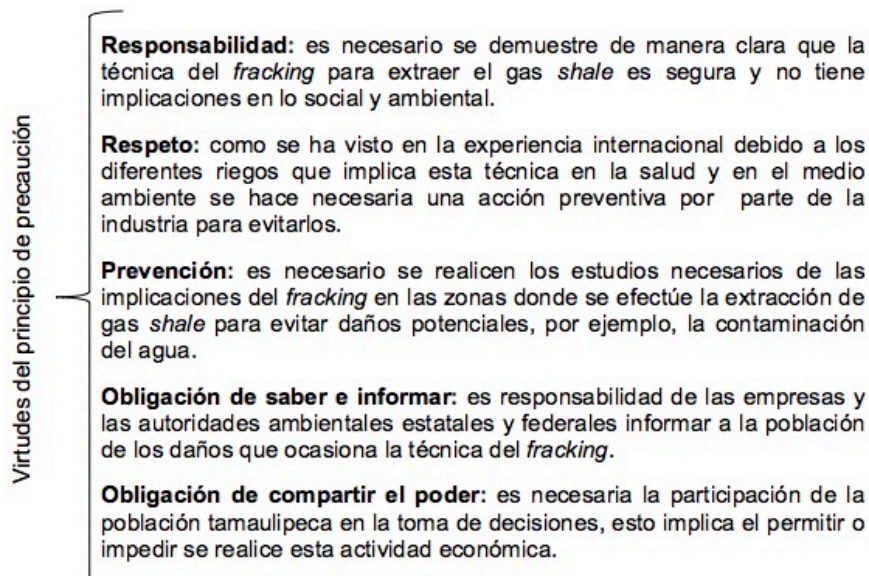 Virtudes del principio de precaución
Responsabilidad: es necesario se demuestre de manera clara que la
técnica del fracking para extraer el gas shale es segura y no tiene
implicaciones en lo social y ambiental.
Respeto: como se ha visto en la experiencia internacional debido a los
diferentes riegos que implica esta técnica en la salud y en el medio
ambiente se hace necesaria una acción preventiva por parte de la
industria para evitarlos.
Prevención: es necesario se realicen los estudios necesarios de las
implicaciones del fracking en las zonas donde se efectúe la extracción de
gas shale para evitar daños potenciales, por ejemplo, la contaminación
del agua.
Obligación de saber e informar: es responsabilidad de las empresas y
las autoridades ambientales estatales y federales informar a la población
de los daños que ocasiona la técnica del fracking.
Obligación de compartir el poder: es necesaria la participación de la
población tamaulipeca en la toma de decisiones, esto implica el permitir o
impedir se realice esta actividad económica.